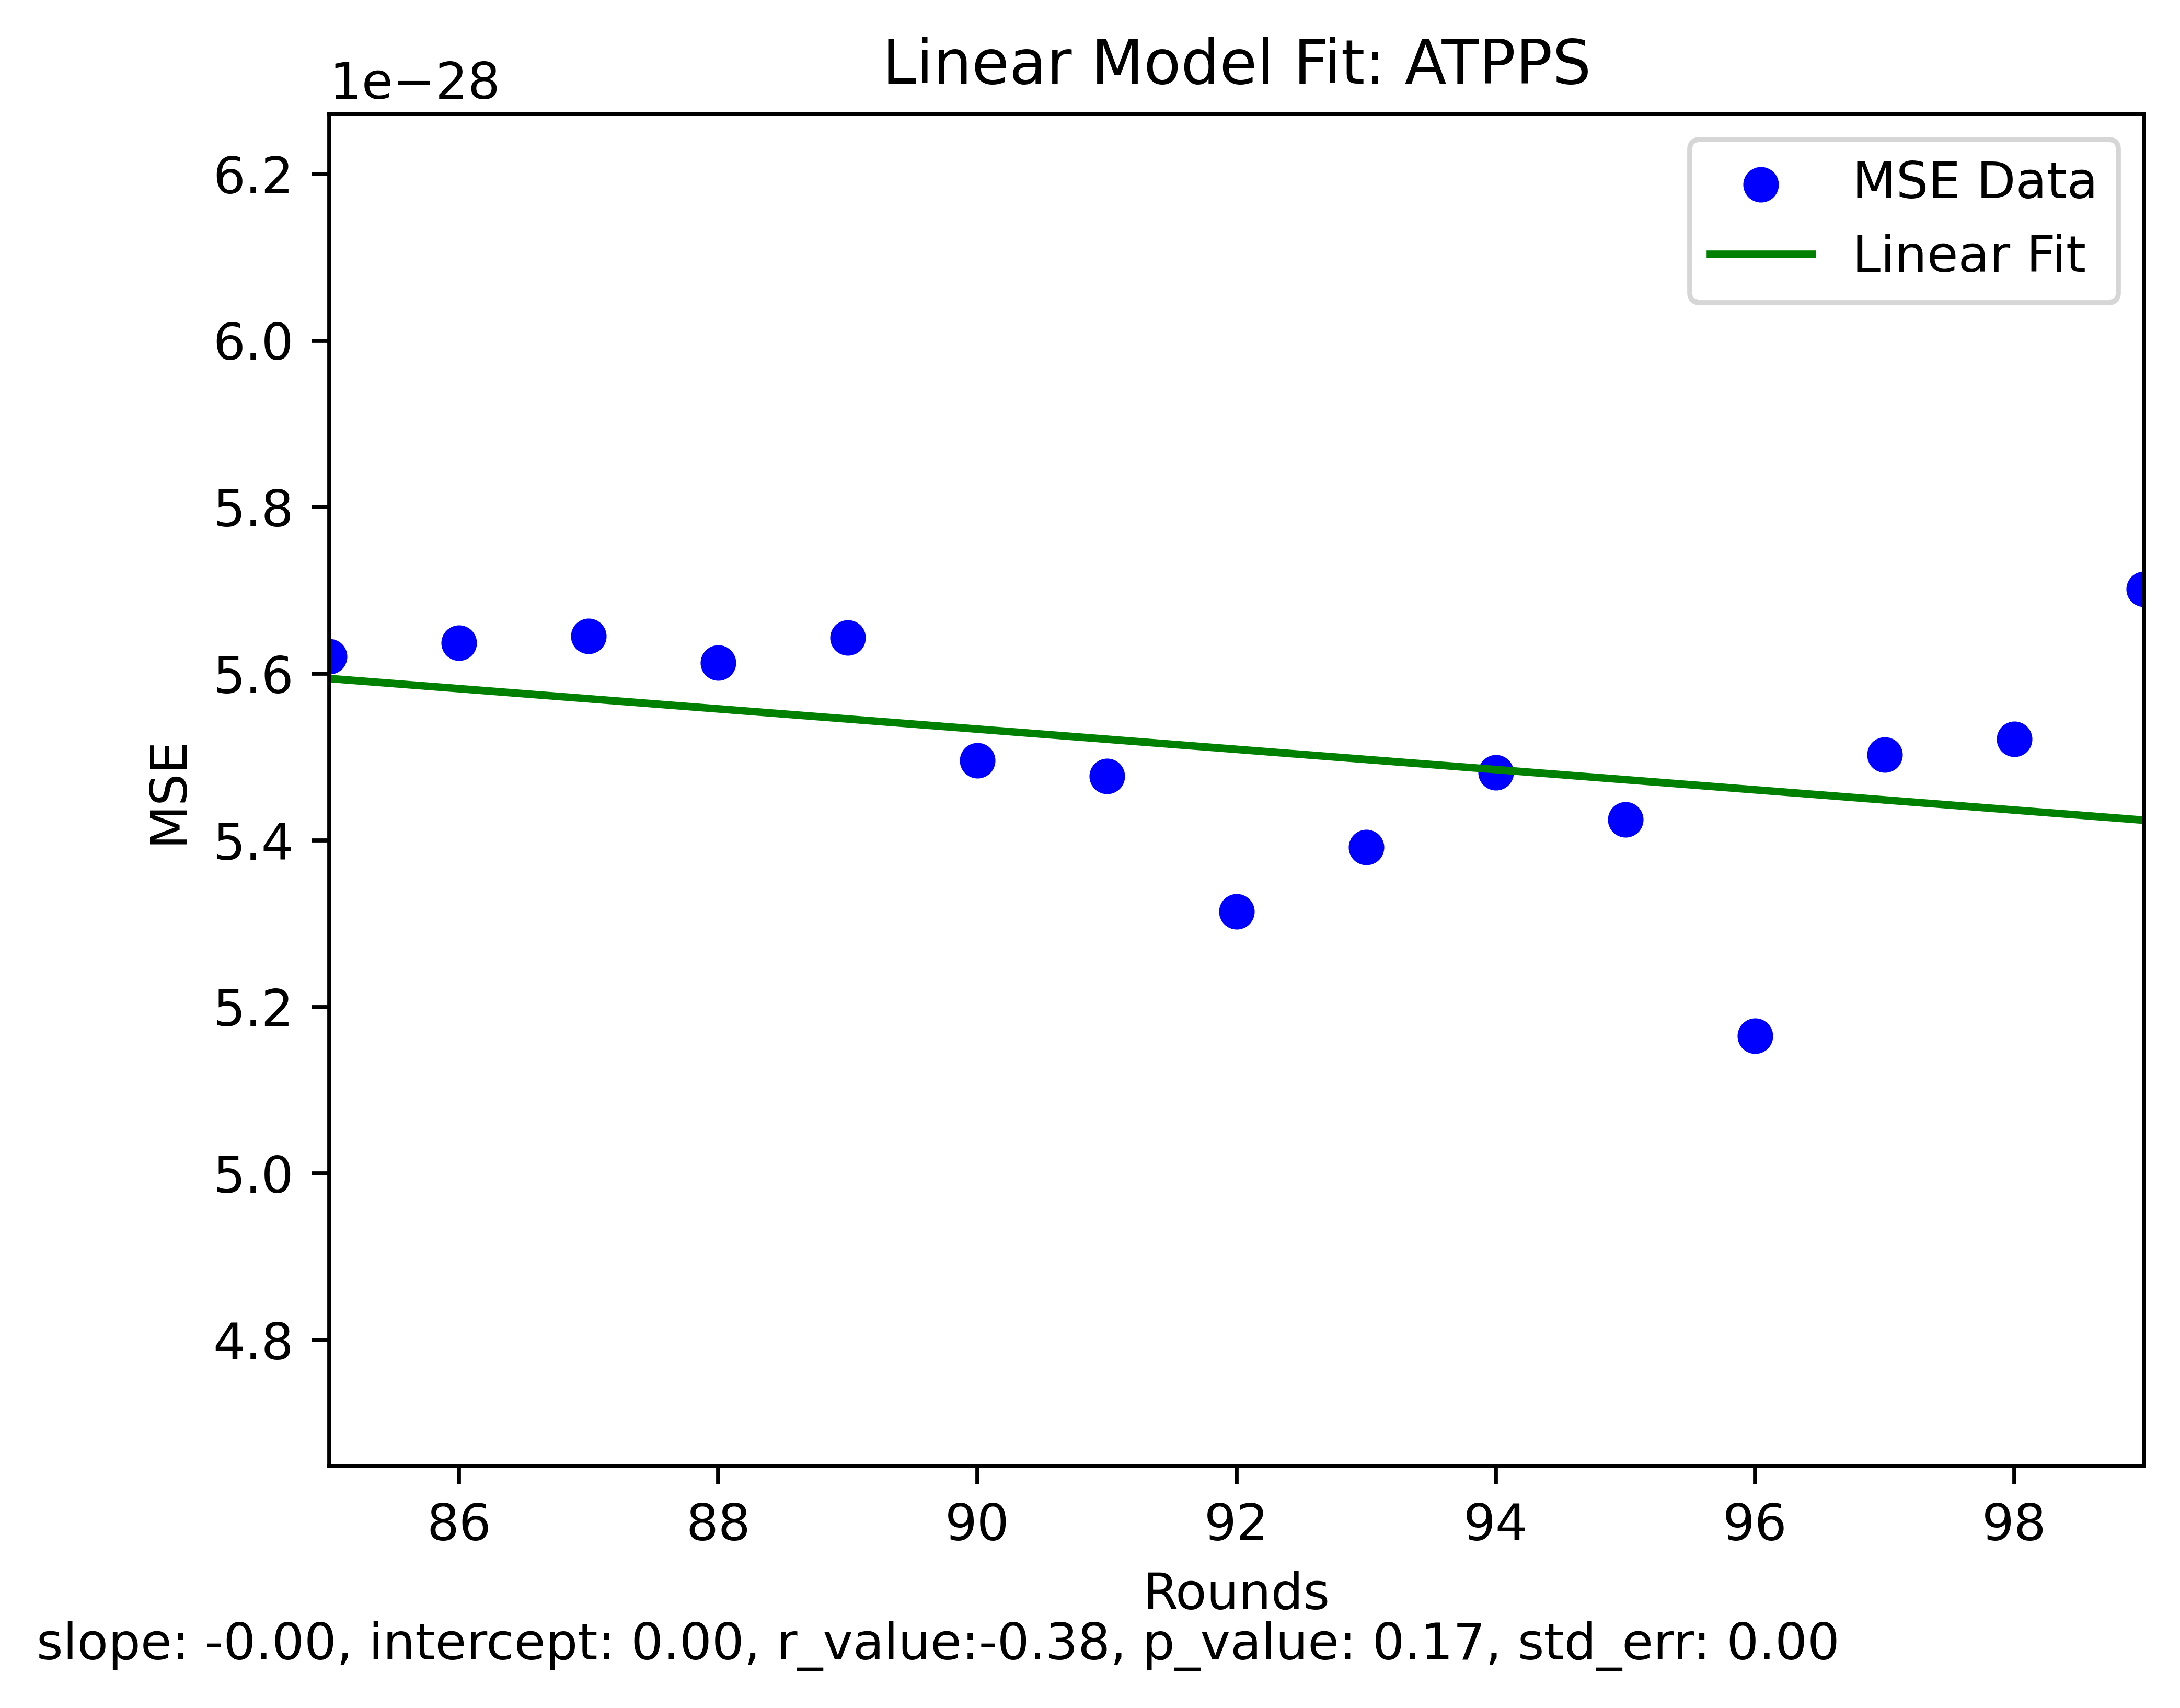 Linear Model Fit: ATPPS
1e−28
6.2
6.0
5.8
5.6
5.4
5.2
5.0
4.8
MSE
MSE Data
Linear Fit
86 88 90 92 94 96 98
Rounds
slope: -0.00, intercept: 0.00, r_value:-0.38, p_value: 0.17, std_err: 0.00